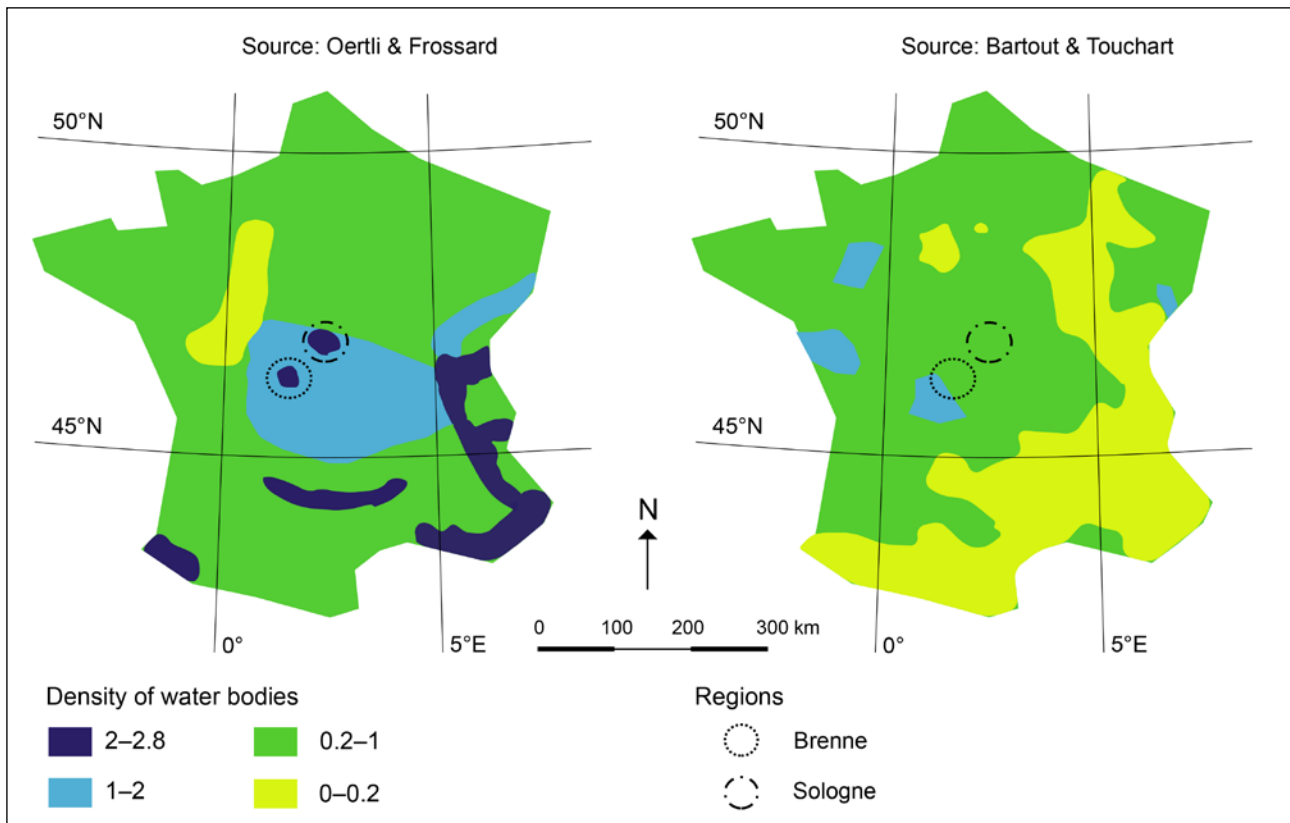 Source: Oertli & Frossard
Source: Bartout & Touchart
50°N
50°N
45°N
45°N
N
0°
5°E
0 100 200 300 km
0°
5°E
Density of water bodies
2–2.8
0.2–1
1–2
0–0.2
Regions
Brenne
Sologne